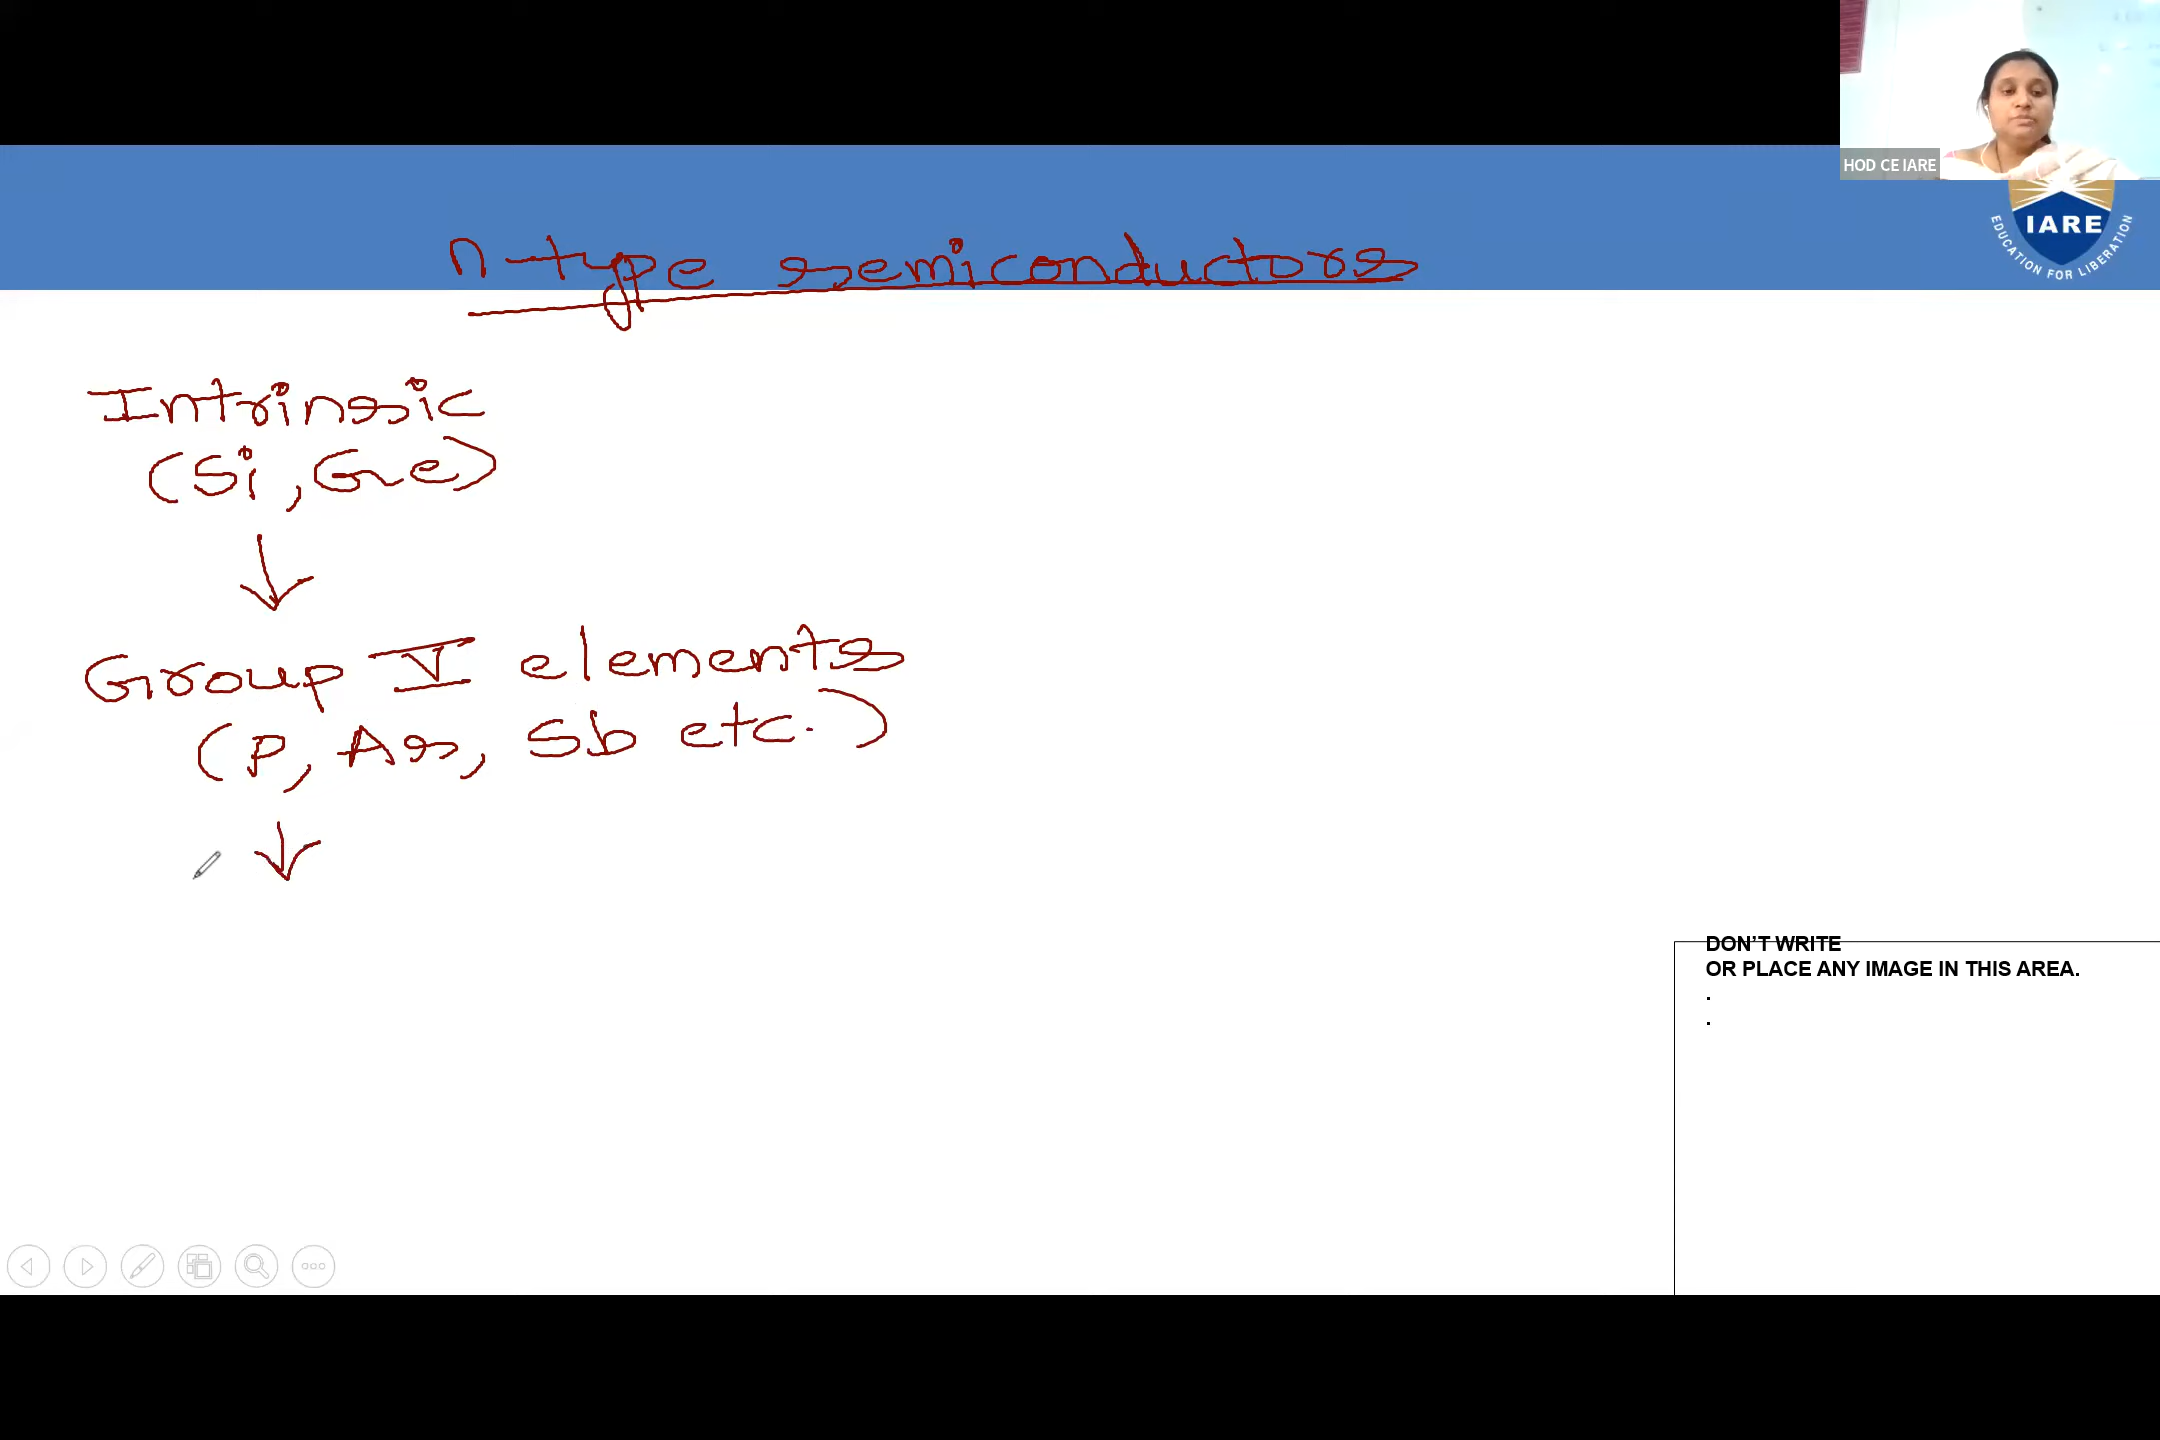 HOD CE IARE
IARE
EDUCATION FOR LIBERATION
n-type semiconductors
Intrinsic
(Si, Ge)
Group V elements
(P, As, Sb etc.)
DON'T WRITE
OR PLACE ANY IMAGE IN THIS AREA.
.
.